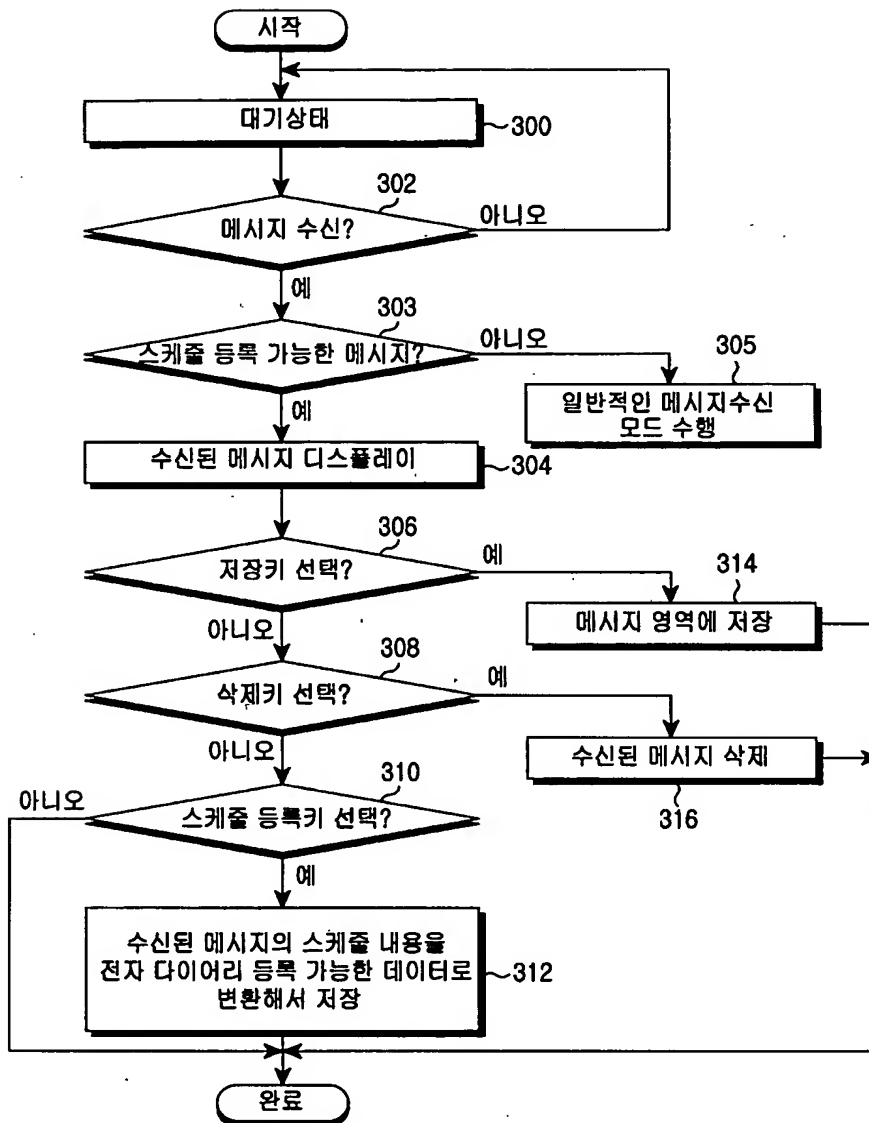 시작
대기상태
300
302
메시지 수신?
아니오
예
303
스케줄 등록 가능한 메시지?
아니오
305
일반적인 메시지수신
모드 수행
예
수신된 메시지 디스플레이
304
306
저장키 선택?
예
314
메시지 영역에 저장
아니오
308
삭제키 선택?
예
수신된 메시지 삭제
316
아니오
310
아니오
스케줄 등록키 선택?
예
수신된 메시지의 스케줄 내용을
전자 다이어리 등록 가능한 데이터로
변환해서 저장
312
완료